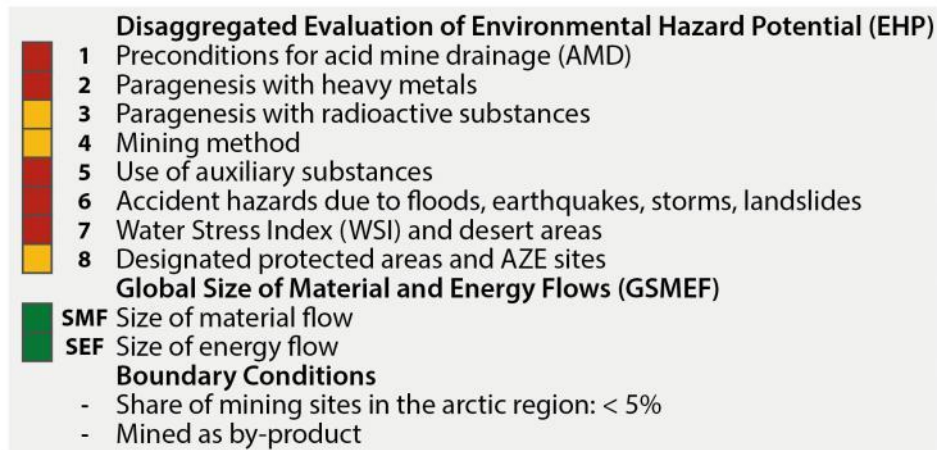 Disaggregated Evaluation of Environmental Hazard Potential (EHP)
1 Preconditions for acid mine drainage (AMD)
2 Paragenesis with heavy metals
3 Paragenesis with radioactive substances
4 Mining method
5 Use of auxiliary substances
6 Accident hazards due to floods, earthquakes, storms, landslides
7 Water Stress Index (WSI) and desert areas
8 Designated protected areas and AZE sites
Global Size of Material and Energy Flows (GSMEF)
SMF Size of material flow
SEF Size of energy flow
Boundary Conditions
- Share of mining sites in the arctic region: < 5%
- Mined as by-product